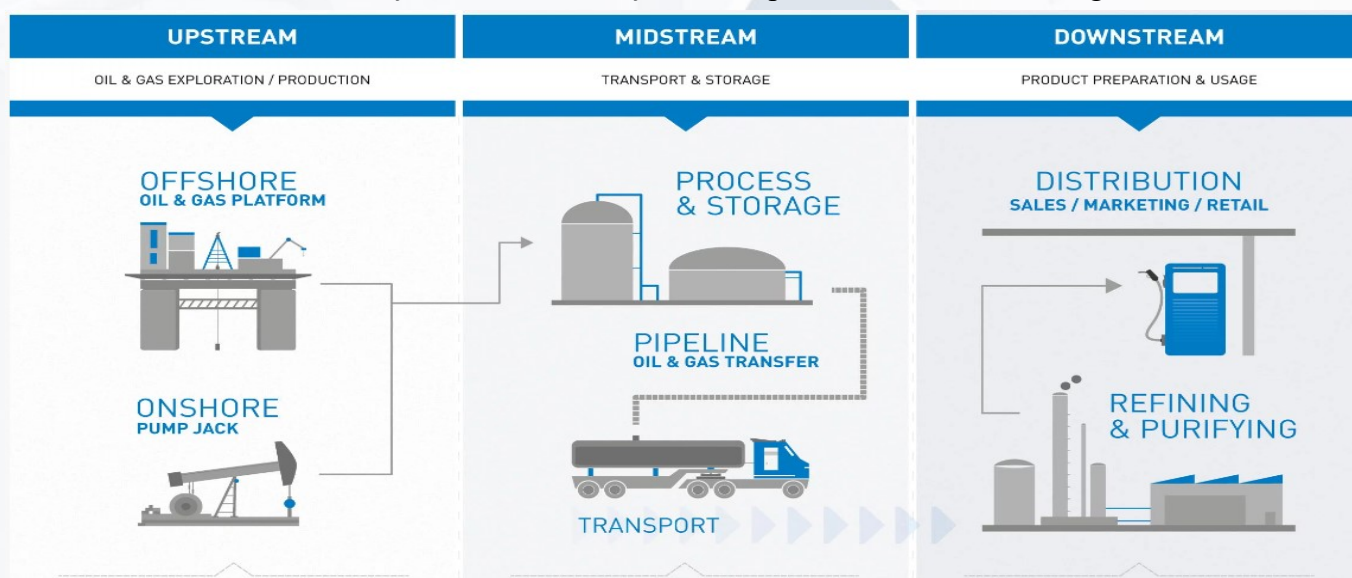 UPSTREAM
OIL & GAS EXPLORATION / PRODUCTION
OFFSHORE
OIL & GAS PLATFORM
ONSHORE
PUMP JACK
MIDSTREAM
TRANSPORT & STORAGE
PROCESS
& STORAGE
PIPELINE
OIL & GAS TRANSFER
TRANSPORT
DOWNSTREAM
PRODUCT PREPARATION & USAGE
DISTRIBUTION
SALES / MARKETING / RETAIL
REFINING
& PURIFYING